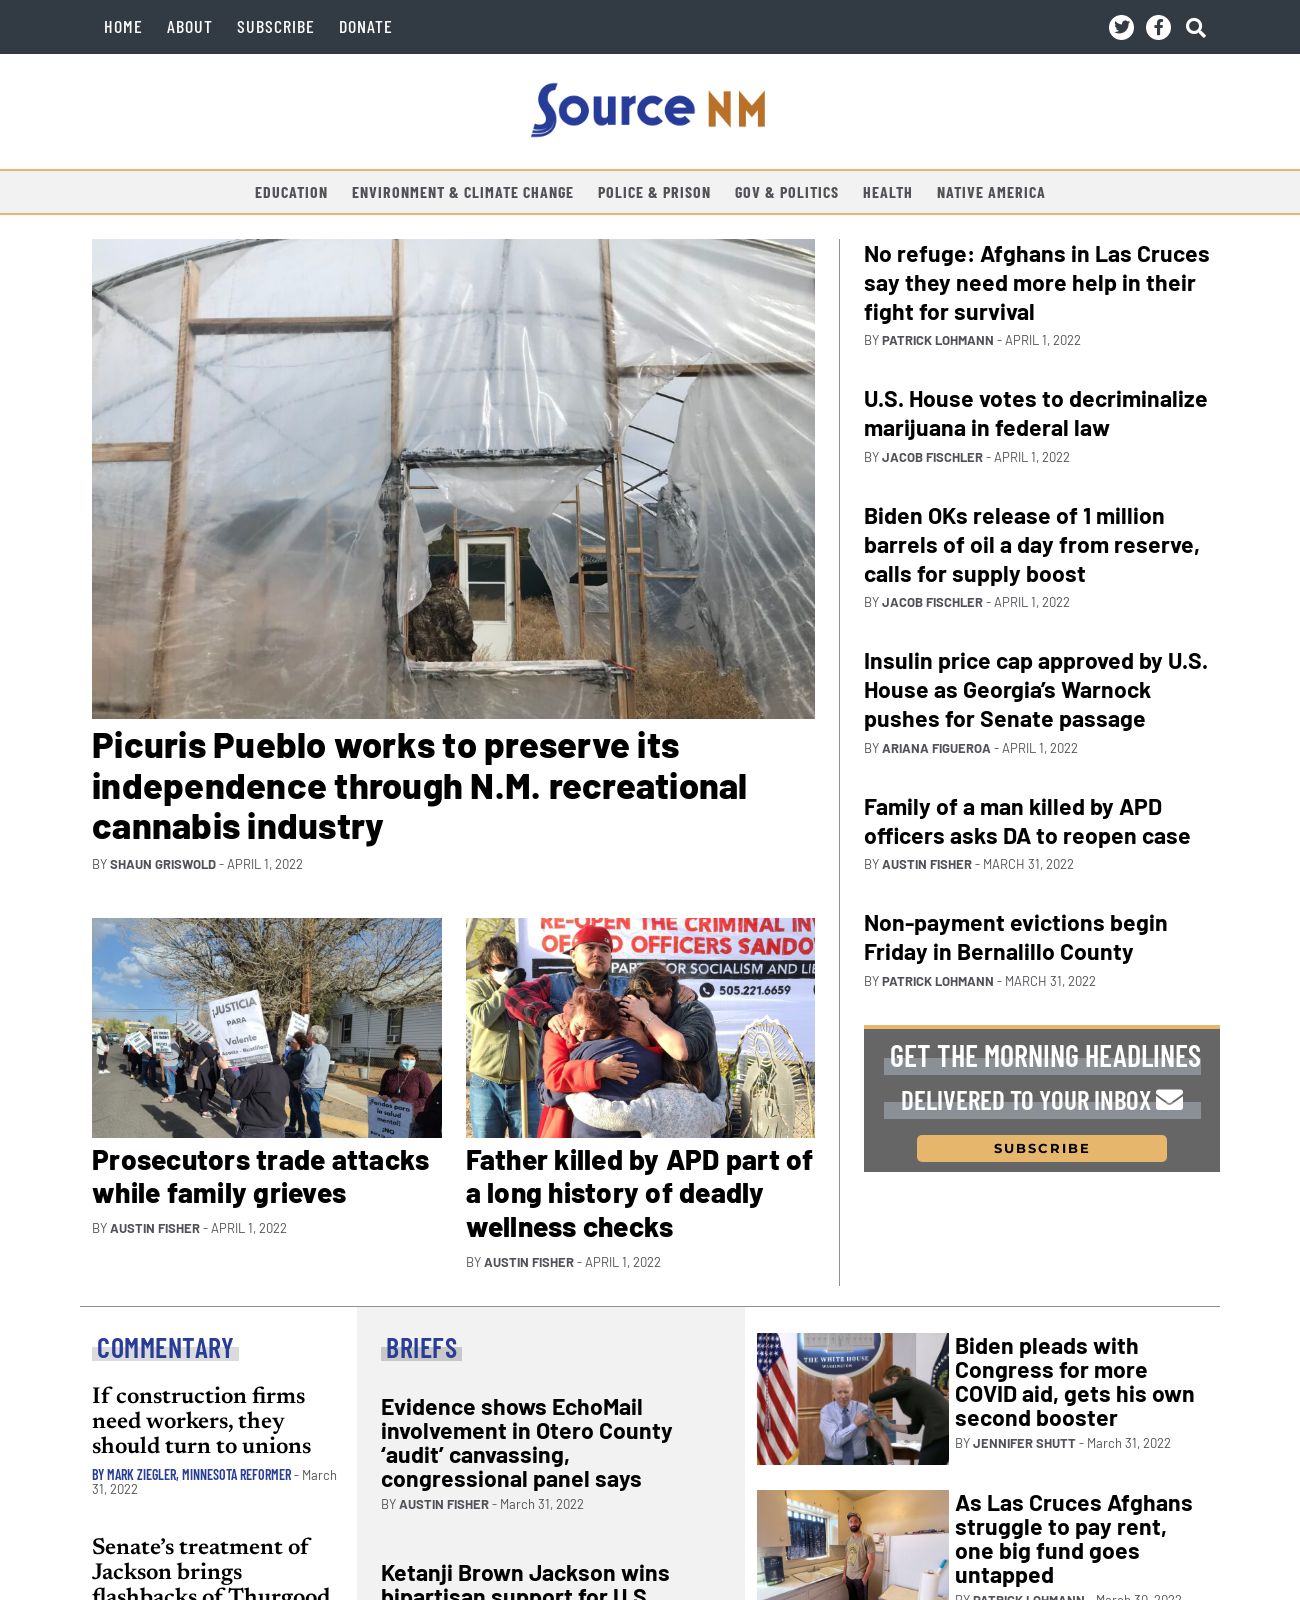 HOME ABOUT SUBSCRIBE DONATE
Source NM
EDUCATION ENVIRONMENT & CLIMATE CHANGE POLICE & PRISON GOV & POLITICS HEALTH NATIVE AMERICA
Picuris Pueblo works to preserve its
independence through N.M. recreational
cannabis industry
BY SHAUN GRISWOLD - APRIL 1, 2022
¡JUSTICIA
PARA
Valente
Fondos para
la salud
mental!
¡NO
Prosecutors trade attacks
while family grieves
BY AUSTIN FISHER - APRIL 1, 2022
RE-OPEN THE CRIMINAL IN
OFFICERS SANDO
PART
FOR SOCIALISM AND LIB
505.221.6659
Father killed by APD part of
a long history of deadly
wellness checks
BY AUSTIN FISHER - APRIL 1, 2022
No refuge: Afghans in Las Cruces
say they need more help in their
fight for survival
BY PATRICK LOHMANN - APRIL 1, 2022
U.S. House votes to decriminalize
marijuana in federal law
BY JACOB FISCHLER - APRIL 1, 2022
Biden OKs release of 1 million
barrels of oil a day from reserve,
calls for supply boost
BY JACOB FISCHLER - APRIL 1, 2022
Insulin price cap approved by U.S.
House as Georgia’s Warnock
pushes for Senate passage
BY ARIANA FIGUEROA - APRIL 1, 2022
Family of a man killed by APD
officers asks DA to reopen case
BY AUSTIN FISHER - MARCH 31, 2022
Non-payment evictions begin
Friday in Bernalillo County
BY PATRICK LOHMANN - MARCH 31, 2022
GET THE MORNING HEADLINES
DELIVERED TO YOUR INBOX
SUBSCRIBE
COMMENTARY
If construction firms
need workers, they
should turn to unions
BY MARK ZIEGLER, MINNESOTA REFORMER - March
31, 2022
Senate’s treatment of
Jackson brings
flashbacks of Thurgood
BRIEFS
Evidence shows EchoMail
involvement in Otero County
‘audit’ canvassing,
congressional panel says
BY AUSTIN FISHER - March 31, 2022
Ketanji Brown Jackson wins
bipartisan support for U.S.
THE WHITE HOUSE
WASHINGTON
Biden pleads with
Congress for more
COVID aid, gets his own
second booster
BY JENNIFER SHUTT - March 31, 2022
As Las Cruces Afghans
struggle to pay rent,
one big fund goes
untapped
BY PATRICK LOHMANN - March 30, 2022